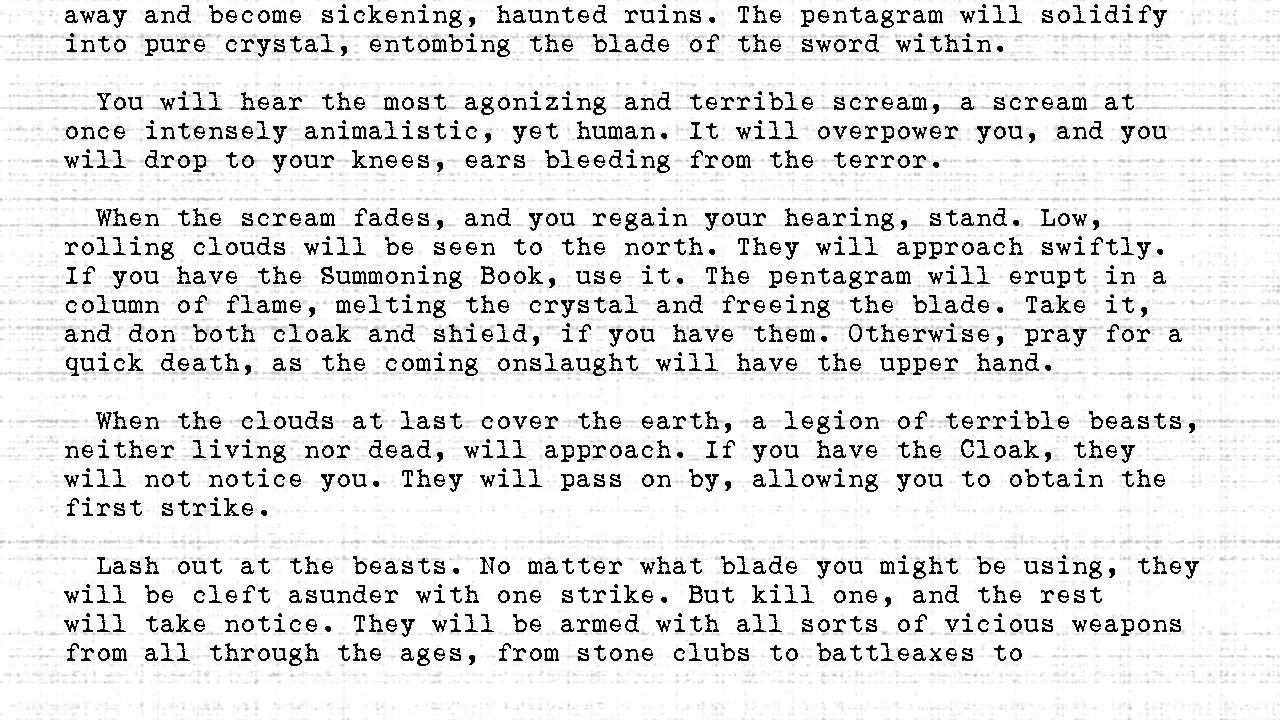 away and become sickening, haunted ruins. The pentagram will solidify
into pure crystal, entombing the blade of the sword within.
You will hear the most agonizing and terrible scream, a scream at
once intensely animalistic, yet human. It will overpower you, and you
will drop to your knees, ears bleeding from the terror.
When the scream fades, and you regain your hearing, stand. Low,
rolling clouds will be seen to the north. They will approach swiftly.
If you have the Summoning Book, use it. The pentagram will erupt in a
column of flame, melting the crystal and freeing the blade. Take it,
and don both cloak and shield, if you have them. Otherwise, pray for a
quick death, as the coming onslaught will have the upper hand.
When the clouds at last cover the earth, a legion of terrible beasts,
neither living nor dead, will approach. If you have the Cloak, they
will not notice you. They will pass on by, allowing you to obtain the
first strike.
Lash out at the beasts. No matter what blade you might be using, they
will be cleft asunder with one strike. But kill one, and the rest
will take notice. They will be armed with all sorts of vicious weapons
from all through the ages, from stone clubs to battleaxes to